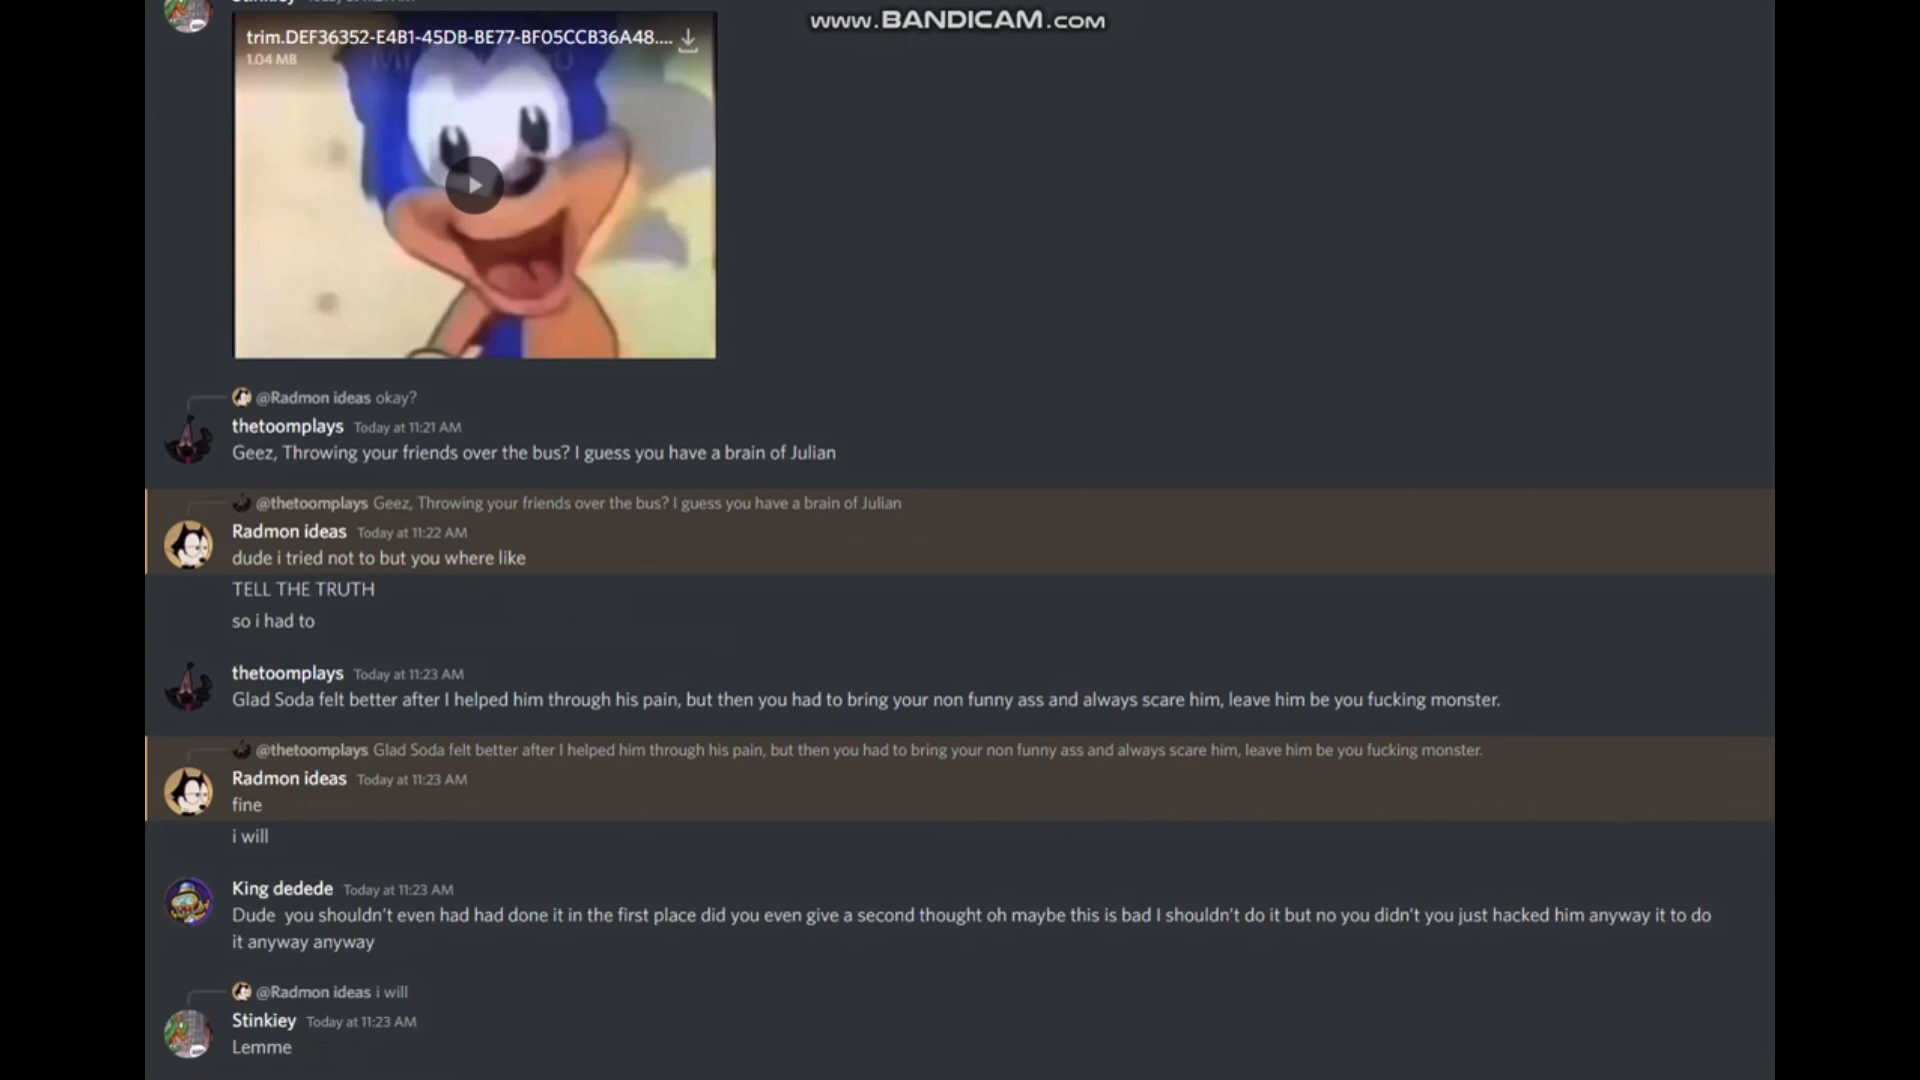 www.BANDICAM.com
trim.DEF36352-E4B1-45DB-BE77-BF05CCB36A48....
1.04 MB
@Radmon ideas okay?
thetoomplays Today at 11:21 AM
Geez, Throwing your friends over the bus? I guess you have a brain of Julian
@thetoomplays Geez, Throwing your friends over the bus? I guess you have a brain of Julian
Radmon ideas Today at 11:22 AM
dude i tried not to but you where like
TELL THE TRUTH
so i had to
thetoomplays Today at 11:23 AM
Glad Soda felt better after I helped him through his pain, but then you had to bring your non funny ass and always scare him, leave him be you fucking monster.
@thetoomplays Glad Soda felt better after I helped him through his pain, but then you had to bring your non funny ass and always scare him, leave him be you fucking monster.
Radmon ideas Today at 11:23 AM
fine
i will
King dedede Today at 11:23 AM
Dude you shouldn't even had had done it in the first place did you even give a second thought oh maybe this is bad I shouldn't do it but no you didn't you just hacked him anyway it to do
it anyway anyway
@Radmon ideas i will
Stinkiey Today at 11:23 AM
Lemme